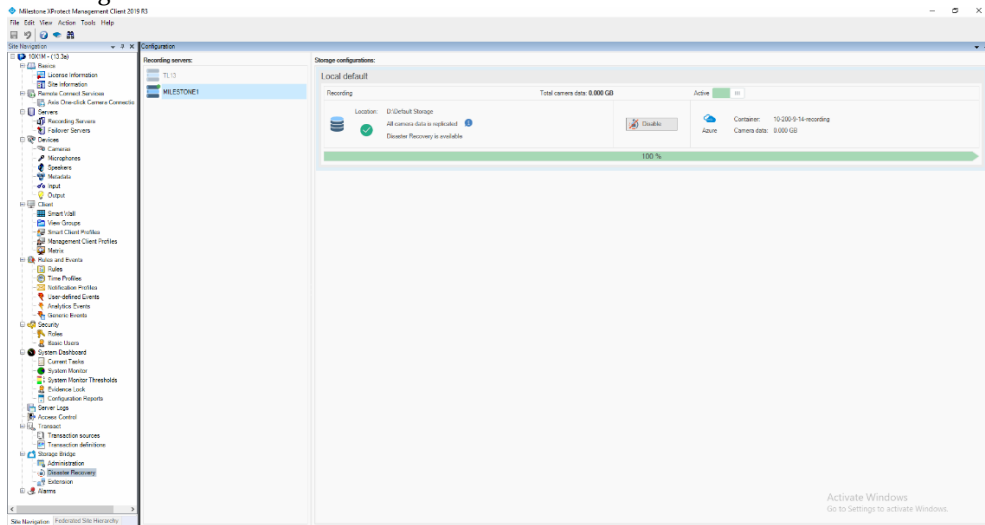 Milestone XProtect Management Client 2019 R3
File Edit View Action Tools Help
Site Navigation
10X1M - (13.3a)
Basics
License Information
Site Information
Remote Connect Services
Axis One-click Camera Connectio
Servers
Recording Servers
Failover Servers
Devices
Cameras
Microphones
Speakers
Metadata
Input
Output
Client
Smart Wall
View Groups
Smart Client Profiles
Management Client Profiles
Matrix
Rules and Events
Rules
Time Profiles
Notification Profiles
User-defined Events
Analytics Events
Generic Events
Security
Roles
Basic Users
System Dashboard
Current Tasks
System Monitor
System Monitor Thresholds
Evidence Lock
Configuration Reports
Server Logs
Access Control
Transact
Transaction sources
Transaction definitions
Storage Bridge
Administration
Disaster Recovery
Extension
Alarms
Site Navigation Federated Site Hierarchy
Configuration
Recording servers:
TL13
MILESTONE1
Storage configurations:
Local default
Recording Total camera data: 0.000 GB Active
Location: D:\Default Storage
All camera data is replicated
Disaster Recovery is available
Disable
Azure
Container: 10-200-9-14-recording
Camera data: 0.000 GB
100 %
Activate Windows
Go to Settings to activate Windows.